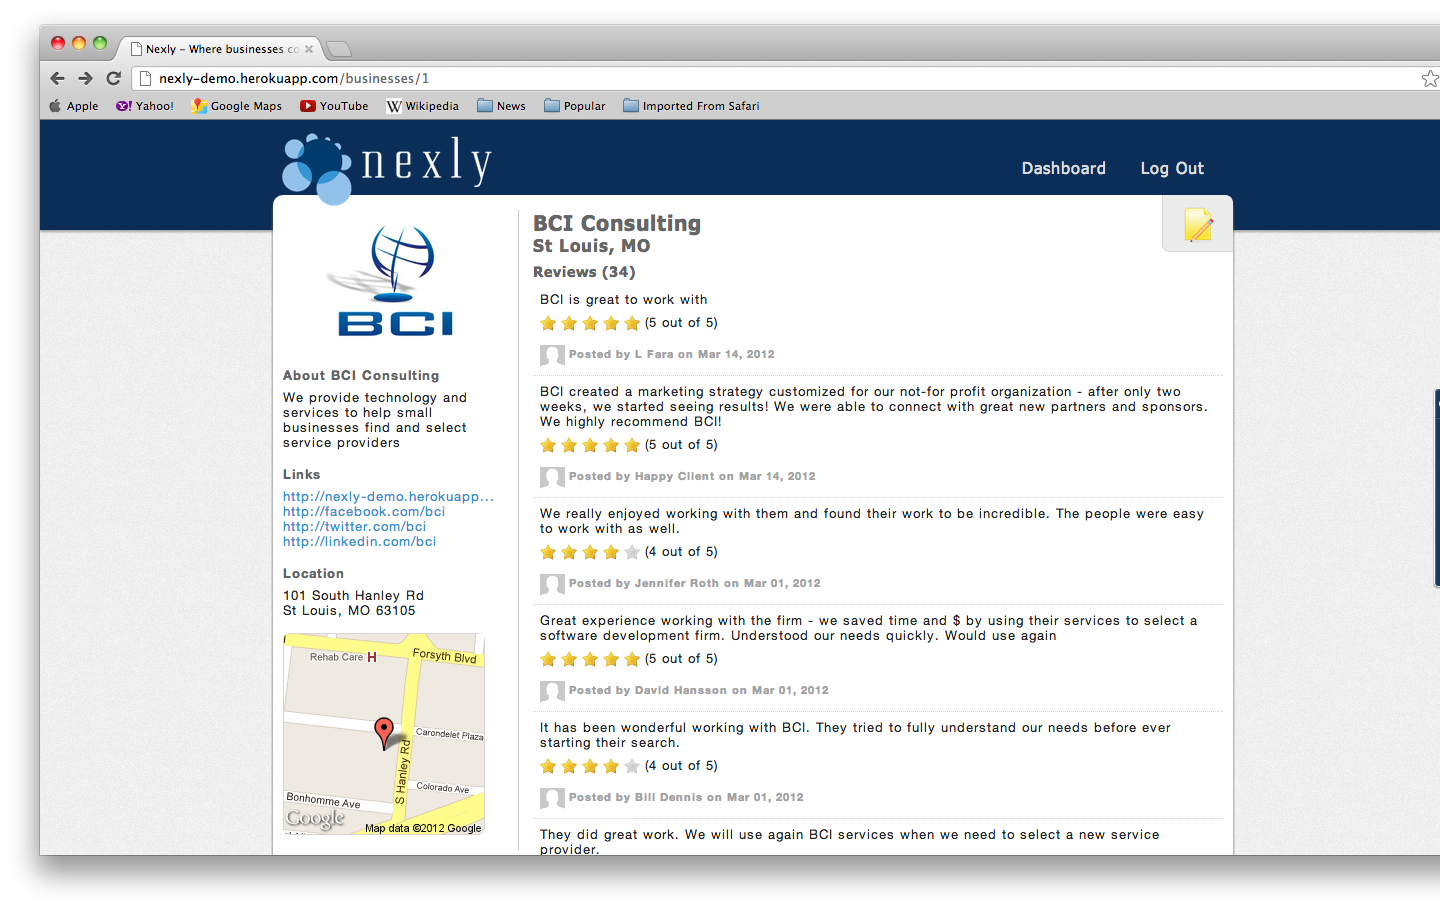 Nexly – Where businesses co
nexly-demo.herokuapp.com/businesses/1
Apple Yahoo! Google Maps YouTube Wikipedia News Popular Imported From Safari
nexly
Dashboard Log Out
BCI
About BCI Consulting
We provide technology and
services to help small
businesses find and select
service providers
Links
http://nexly-demo.herokuapp...
http://facebook.com/bci
http://twitter.com/bci
http://linkedin.com/bci
Location
101 South Hanley Rd
St Louis, MO 63105
Rehab Care H
Forsyth Blvd
Carondelet Plaza
S Hanley Rd
Colorado Ave
Bonhomme Ave
Google
Map data ©2012 Google
BCI Consulting
St Louis, MO
Reviews (34)
BCI is great to work with
(5 out of 5)
Posted by L Fara on Mar 14, 2012
BCI created a marketing strategy customized for our not-for profit organization - after only two
weeks, we started seeing results! We were able to connect with great new partners and sponsors.
We highly recommend BCI!
(5 out of 5)
Posted by Happy Client on Mar 14, 2012
We really enjoyed working with them and found their work to be incredible. The people were easy
to work with as well.
(4 out of 5)
Posted by Jennifer Roth on Mar 01, 2012
Great experience working with the firm - we saved time and $ by using their services to select a
software development firm. Understood our needs quickly. Would use again
(5 out of 5)
Posted by David Hansson on Mar 01, 2012
It has been wonderful working with BCI. They tried to fully understand our needs before ever
starting their search.
(4 out of 5)
Posted by Bill Dennis on Mar 01, 2012
They did great work. We will use again BCI services when we need to select a new service
provider.